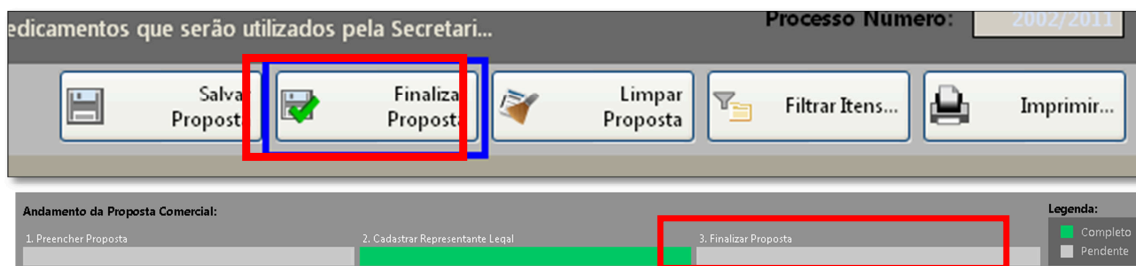 edicamentos que serão utilizados pela Secretari...
Processo Número: 2002/2011
Salva
Propost
Finaliza
Proposta
Limpar
Proposta
Filtrar Itens...
Imprimir...
Andamento da Proposta Comercial:
Legenda:
1. Preencher Proposta
2. Cadastrar Representante Legal
3. Finalizar Proposta
Completo
Pendente